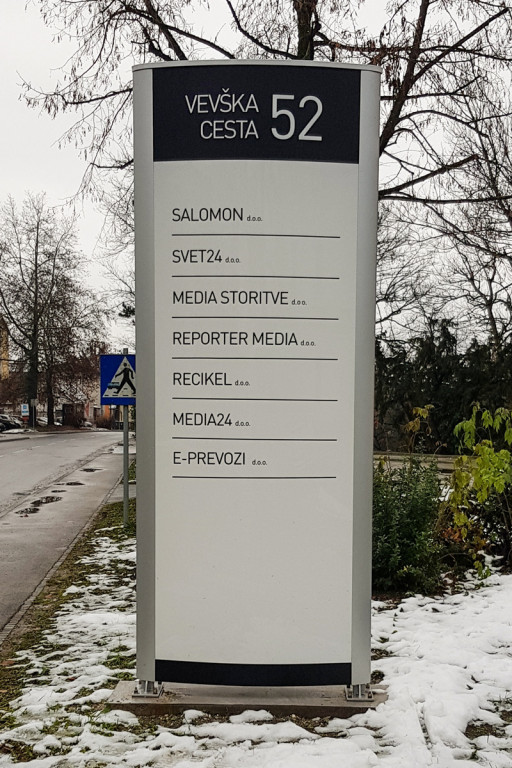 VEVŠKA
CESTA 52
SALOMON d.o.o.
SVET24 d.o.o.
MEDIA STORITVE d.o.o.
REPORTER MEDIA d.o.o.
RECIKEL d.o.o.
MEDIA24 d.o.o.
E-PREVOZI d.o.o.